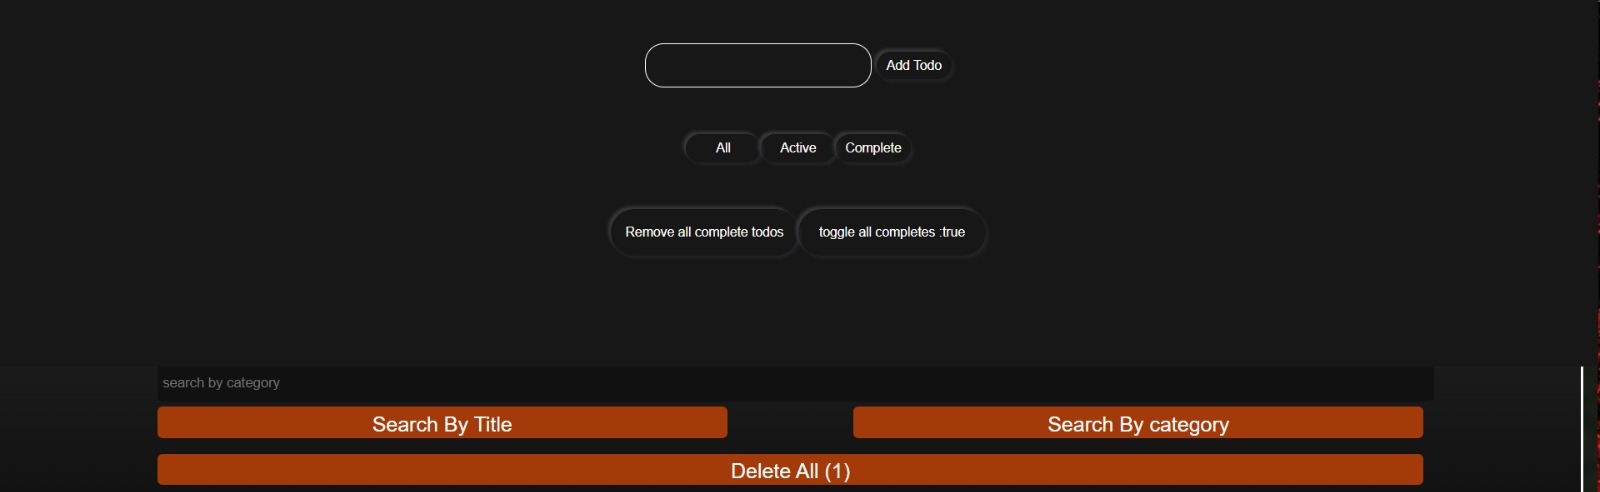 Add Todo
All Active Complete
Remove all complete todos toggle all completes :true
search by category
Search By Title Search By category
Delete All (1)